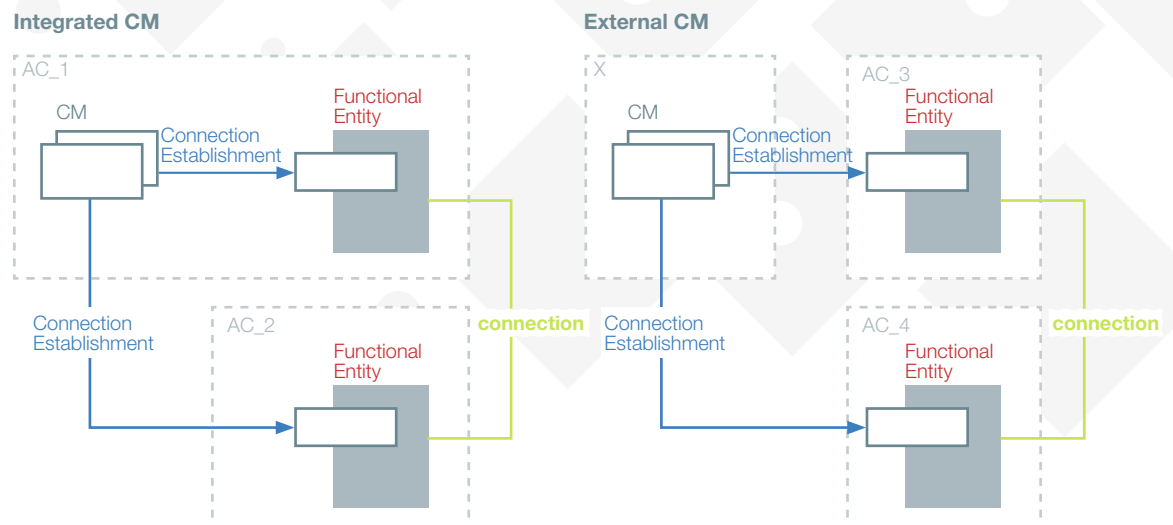 Integrated CM
AC_1
CM
Functional
Entity
Connection
Establishment
Connection
Establishment
AC_2
Functional
Entity
connection
External CM
X
CM
Connection
Establishment
AC_3
Functional
Entity
Connection
Establishment
AC_4
Functional
Entity
connection